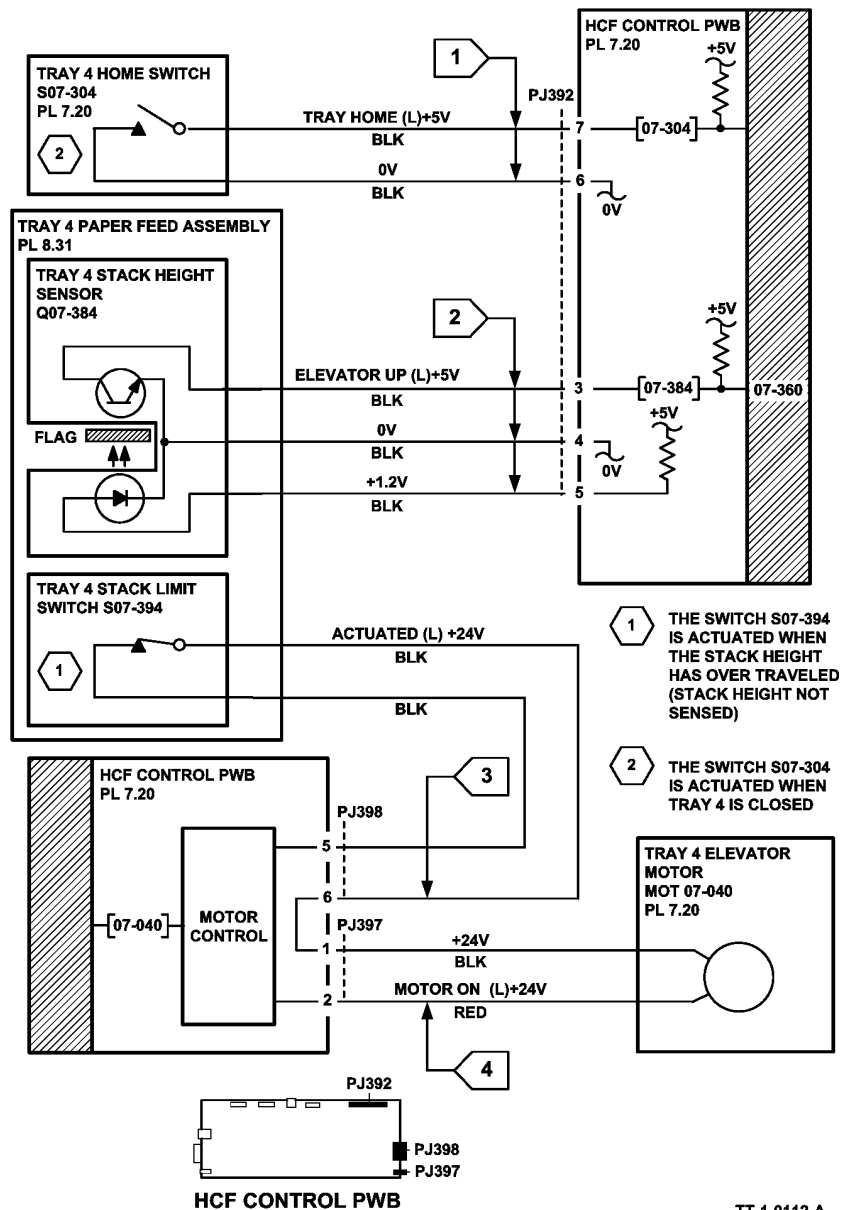 HCF CONTROL PWB
PL 7.20
+5V
1
TRAY 4 HOME SWITCH
S07-304
PL 7.20
2
PJ392
TRAY HOME (L)+5V
BLK
7
[07-304]
0V
BLK
6
0V
TRAY 4 PAPER FEED ASSEMBLY
PL 8.31
TRAY 4 STACK HEIGHT
SENSOR
Q07-384
2
+5V
ELEVATOR UP (L)+5V
BLK
3
[07-384]
07-360
FLAG
0V
BLK
4
0V
+5V
+1.2V
BLK
5
TRAY 4 STACK LIMIT
SWITCH S07-394
1
ACTUATED (L) +24V
BLK
BLK
1
THE SWITCH S07-394
IS ACTUATED WHEN
THE STACK HEIGHT
HAS OVER TRAVELED
(STACK HEIGHT NOT
SENSED)
2
THE SWITCH S07-304
IS ACTUATED WHEN
TRAY 4 IS CLOSED
HCF CONTROL PWB
PL 7.20
3
PJ398
5
6
[07-040]
MOTOR
CONTROL
PJ397
1
+24V
BLK
2
MOTOR ON (L)+24V
RED
4
TRAY 4 ELEVATOR
MOTOR
MOT 07-040
PL 7.20
PJ392
PJ398
PJ397
HCF CONTROL PWB